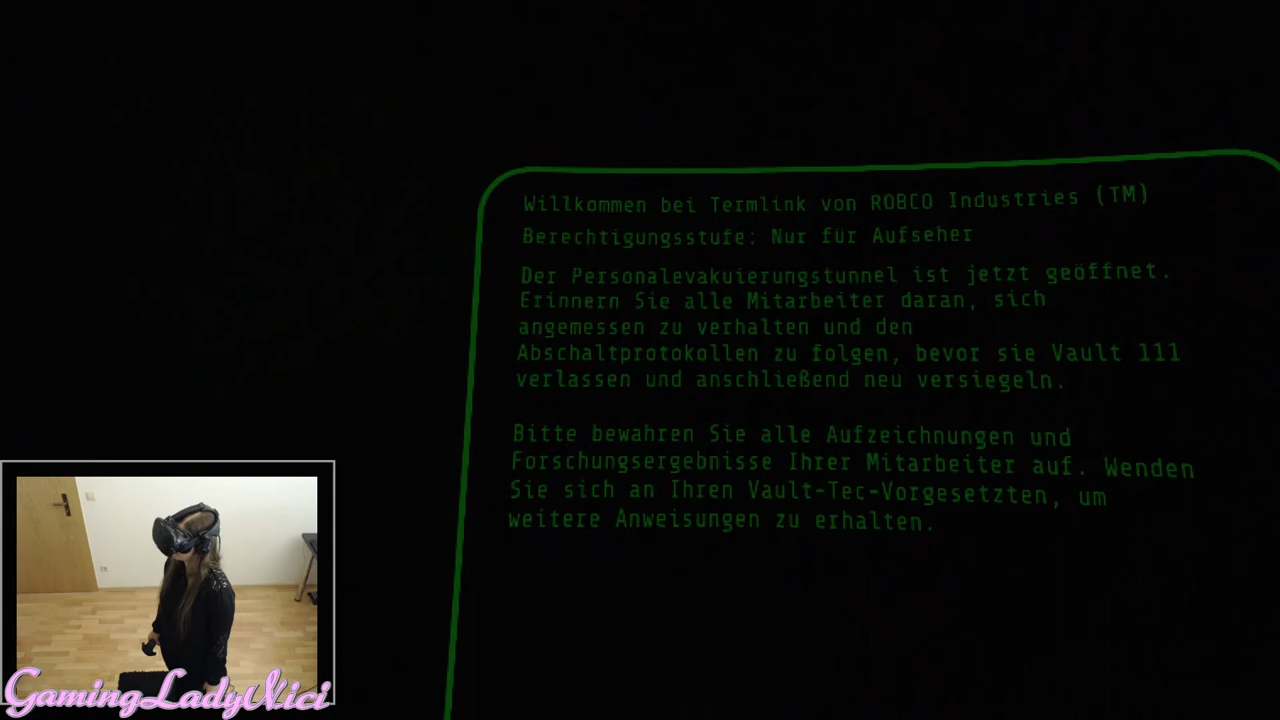 Willkommen bei Termlink von ROBCO Industries (TM)
Berechtigungsstufe: Nur für Aufseher
Der Personalevakuierungstunnel ist jetzt geöffnet.
Erinnern Sie alle Mitarbeiter daran, sich
angemessen zu verhalten und den
Abschaltprotokollen zu folgen, bevor sie Vault 111
verlassen und anschließend neu versiegeln.
Bitte bewahren Sie alle Aufzeichnungen und
Forschungsergebnisse Ihrer Mitarbeiter auf. Wenden
Sie sich an Ihren Vault-Tec-Vorgesetzten, um
weitere Anweisungen zu erhalten.
GamingLadyNici